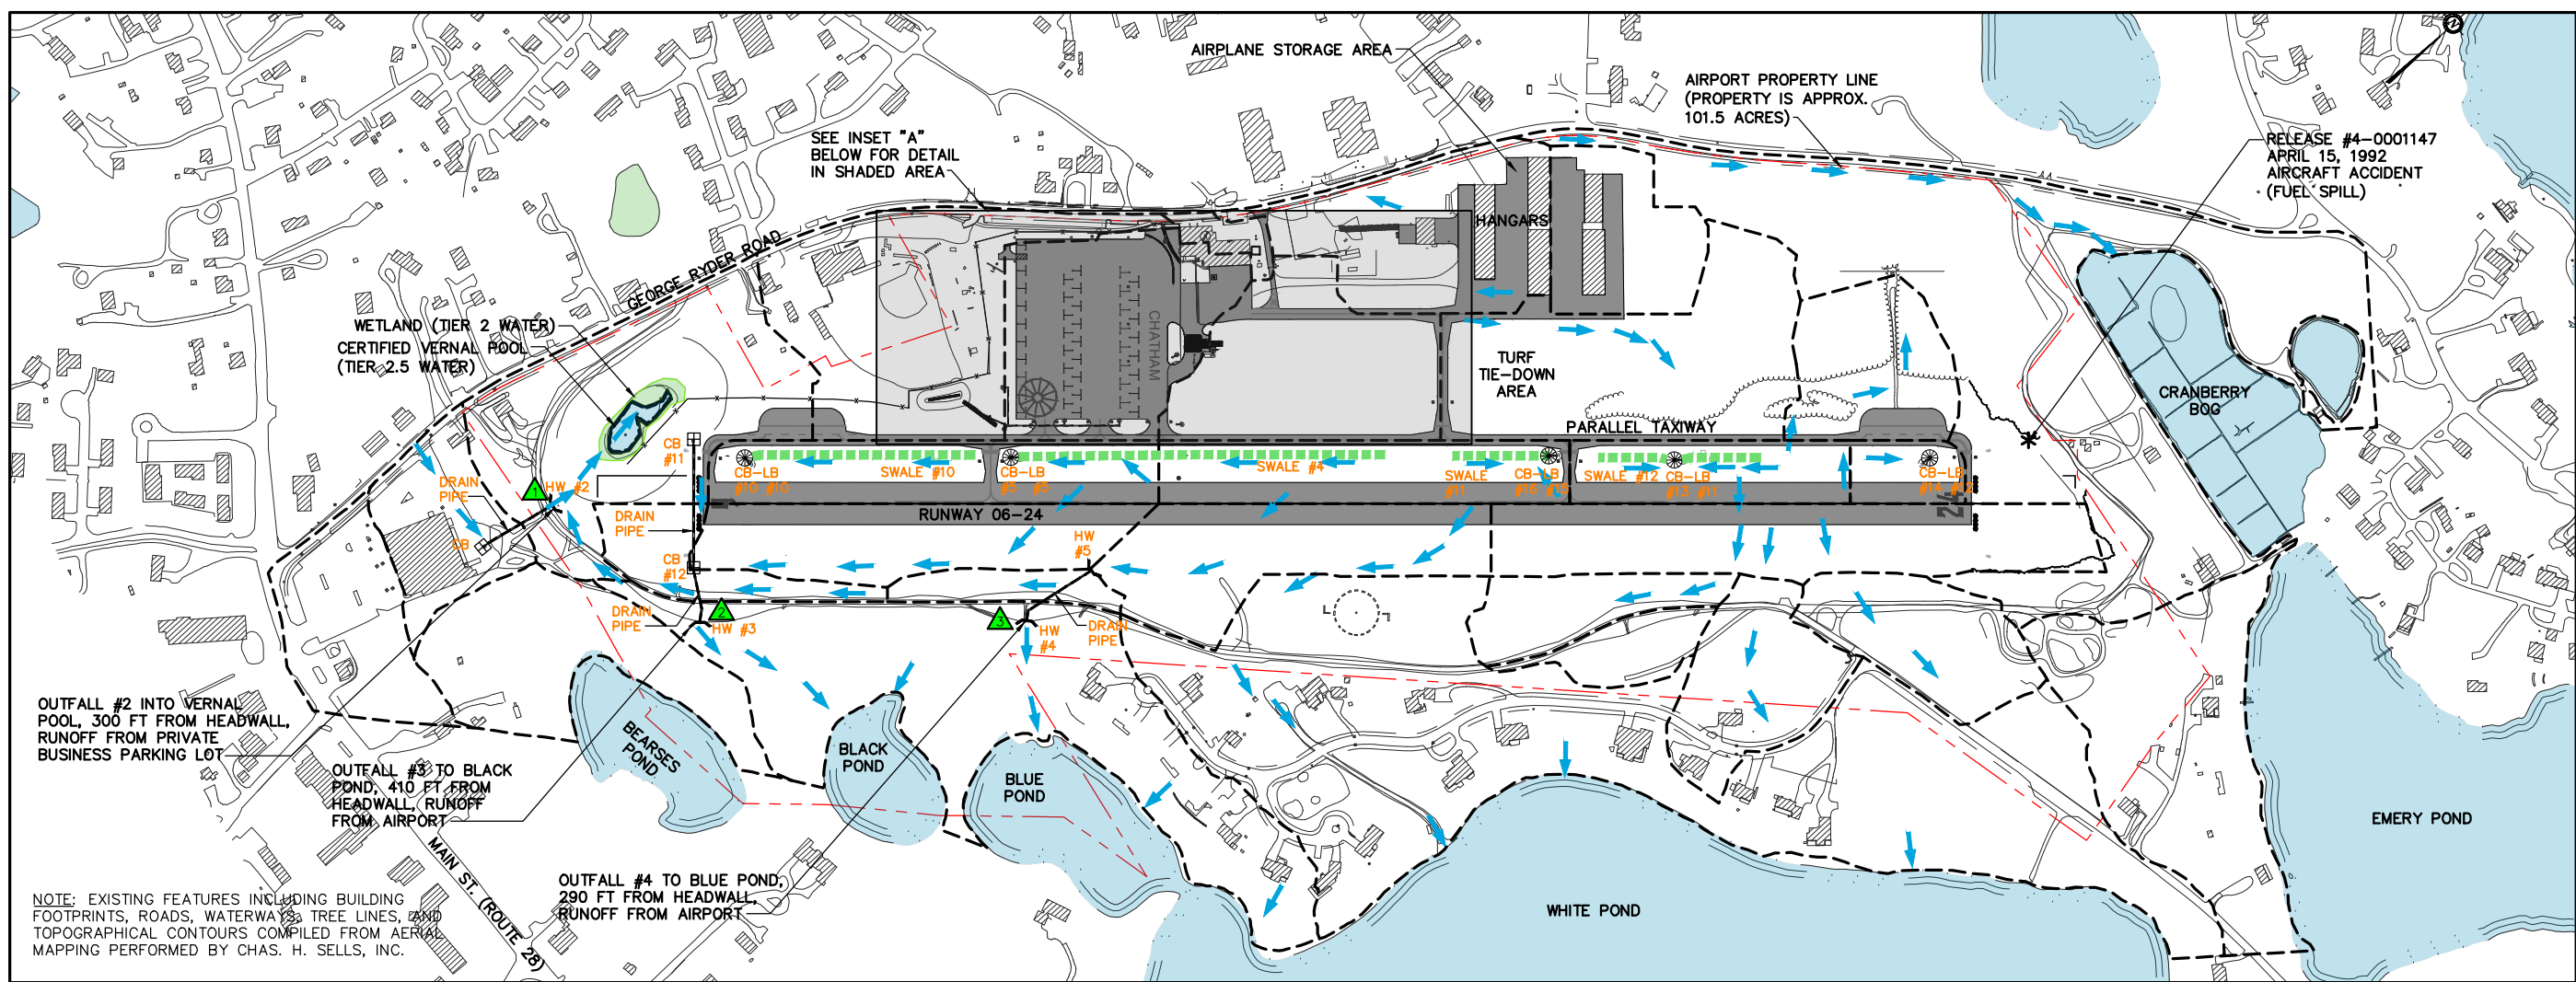 AIRPLANE STORAGE AREA
AIRPORT PROPERTY LINE
(PROPERTY IS APPROX.
101.5 ACRES)
SEE INSET "A"
BELOW FOR DETAIL
IN SHADED AREA
RELEASE #4-0001147
APRIL 15, 1992
AIRCRAFT ACCIDENT
(FUEL SPILL)
N
HANGARS
GEORGE RYDER ROAD
WETLAND (TIER 2 WATER)
CERTIFIED VERNAL POOL
(TIER 2.5 WATER)
CHATHAM
TURF
TIE-DOWN
AREA
CRANBERRY
BOG
PARALLEL TAXIWAY
CB
#11
CB-LB
#10 #10
SWALE #10
CB-LB
#5 #5
SWALE #4
SWALE
#11
CB-LB
#16 #15
SWALE #12
CB-LB
#13 #11
CB-LB
#14 #12
DRAIN
PIPE
1
HW #2
DRAIN
PIPE
RUNWAY 06-24
24
CB
HW
#5
CB
#12
DRAIN
PIPE
2
HW #3
3
HW
#4
DRAIN
PIPE
OUTFALL #2 INTO VERNAL
POOL, 300 FT FROM HEADWALL,
RUNOFF FROM PRIVATE
BUSINESS PARKING LOT
OUTFALL #3 TO BLACK
POND, 410 FT FROM
HEADWALL, RUNOFF
FROM AIRPORT
BEARSES
POND
BLACK
POND
BLUE
POND
EMERY POND
MAIN ST. (ROUTE 28)
OUTFALL #4 TO BLUE POND,
290 FT FROM HEADWALL,
RUNOFF FROM AIRPORT
WHITE POND
NOTE: EXISTING FEATURES INCLUDING BUILDING
FOOTPRINTS, ROADS, WATERWAYS, TREE LINES, AND
TOPOGRAPHICAL CONTOURS COMPILED FROM AERIAL
MAPPING PERFORMED BY CHAS. H. SELLS, INC.